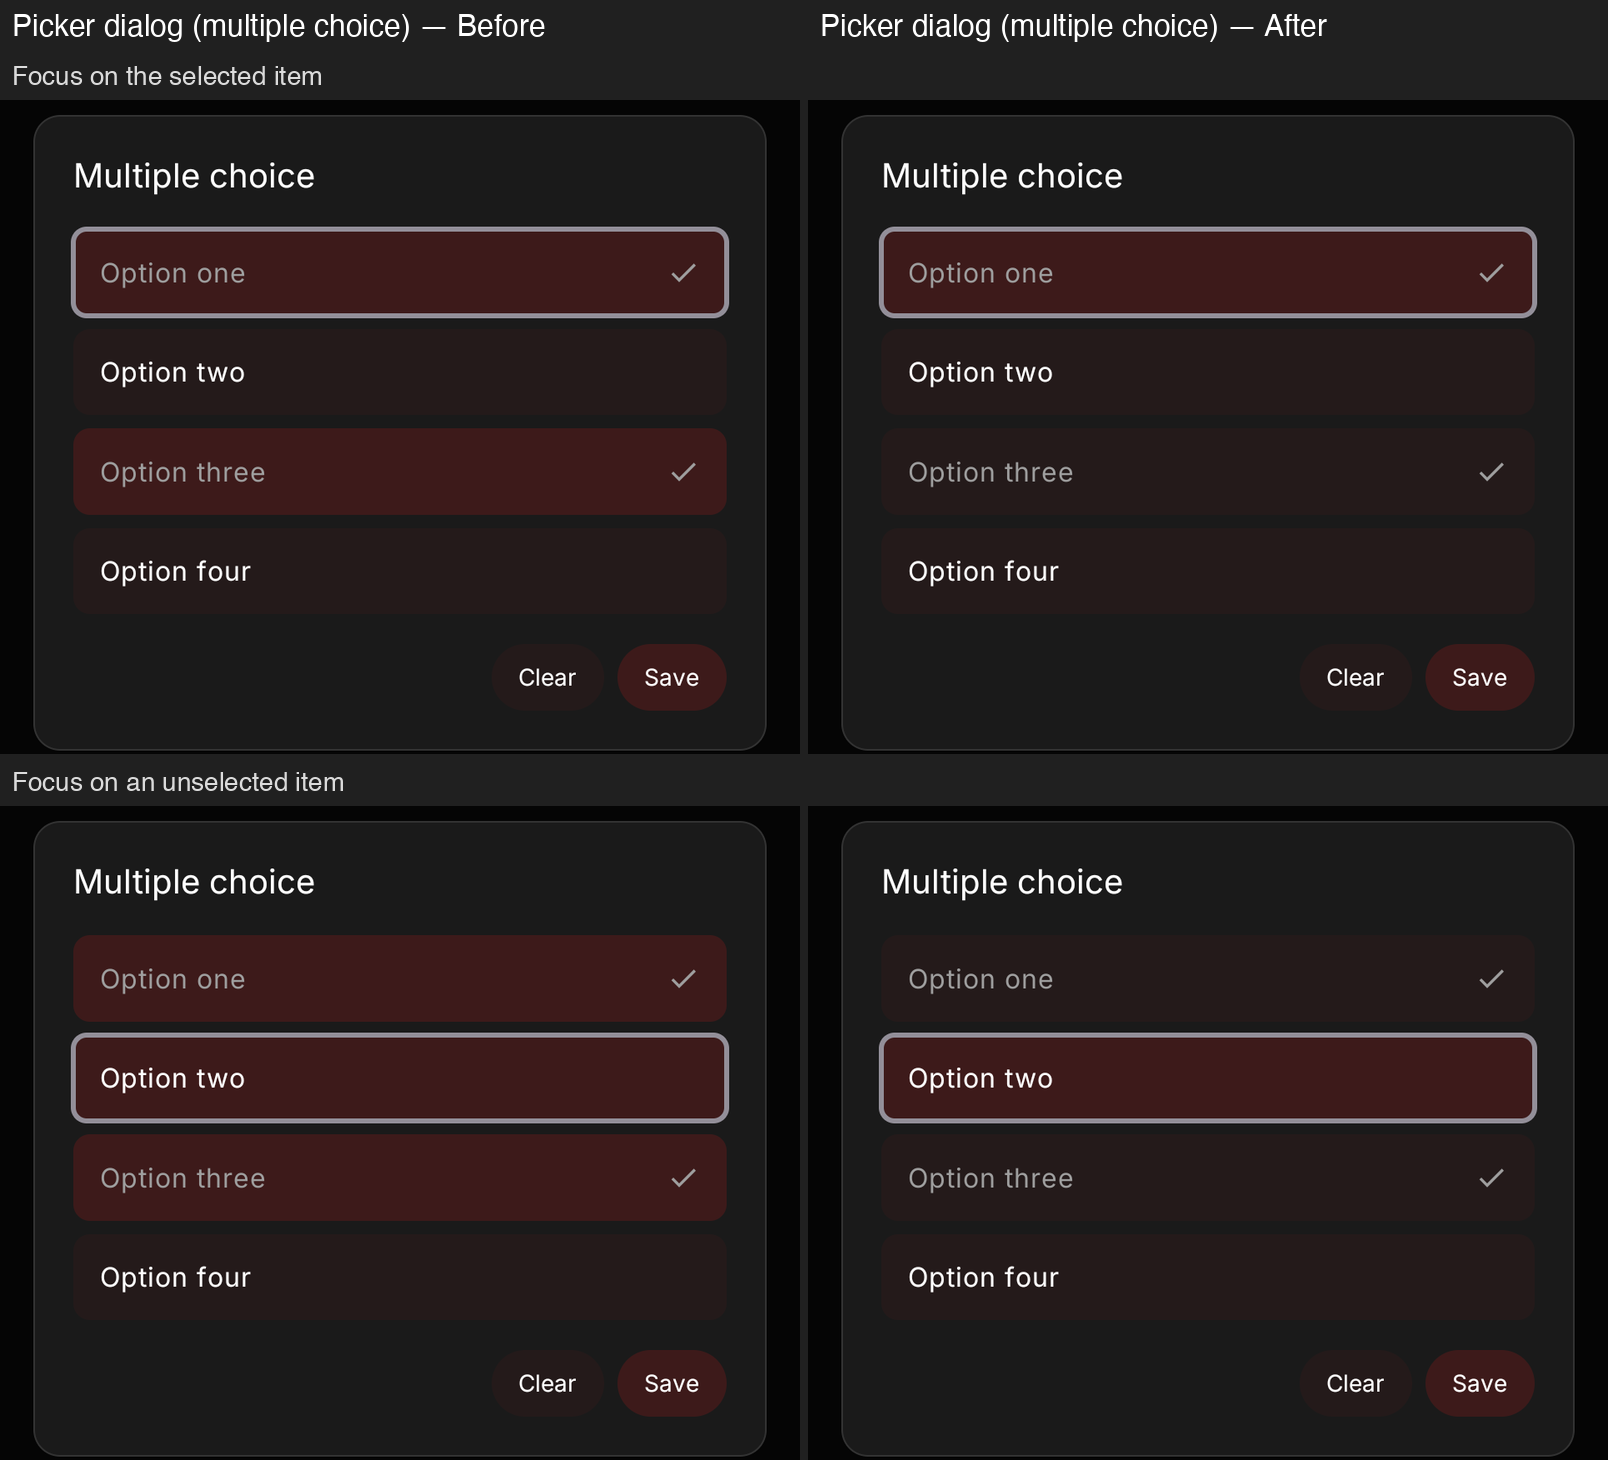 Picker dialog (multiple choice) — Before
Picker dialog (multiple choice) — After
Focus on the selected item
Multiple choice
Option one
Option two
Option three
Option four
Clear
Save
Multiple choice
Option one
Option two
Option three
Option four
Clear
Save
Focus on an unselected item
Multiple choice
Option one
Option two
Option three
Option four
Clear
Save
Multiple choice
Option one
Option two
Option three
Option four
Clear
Save